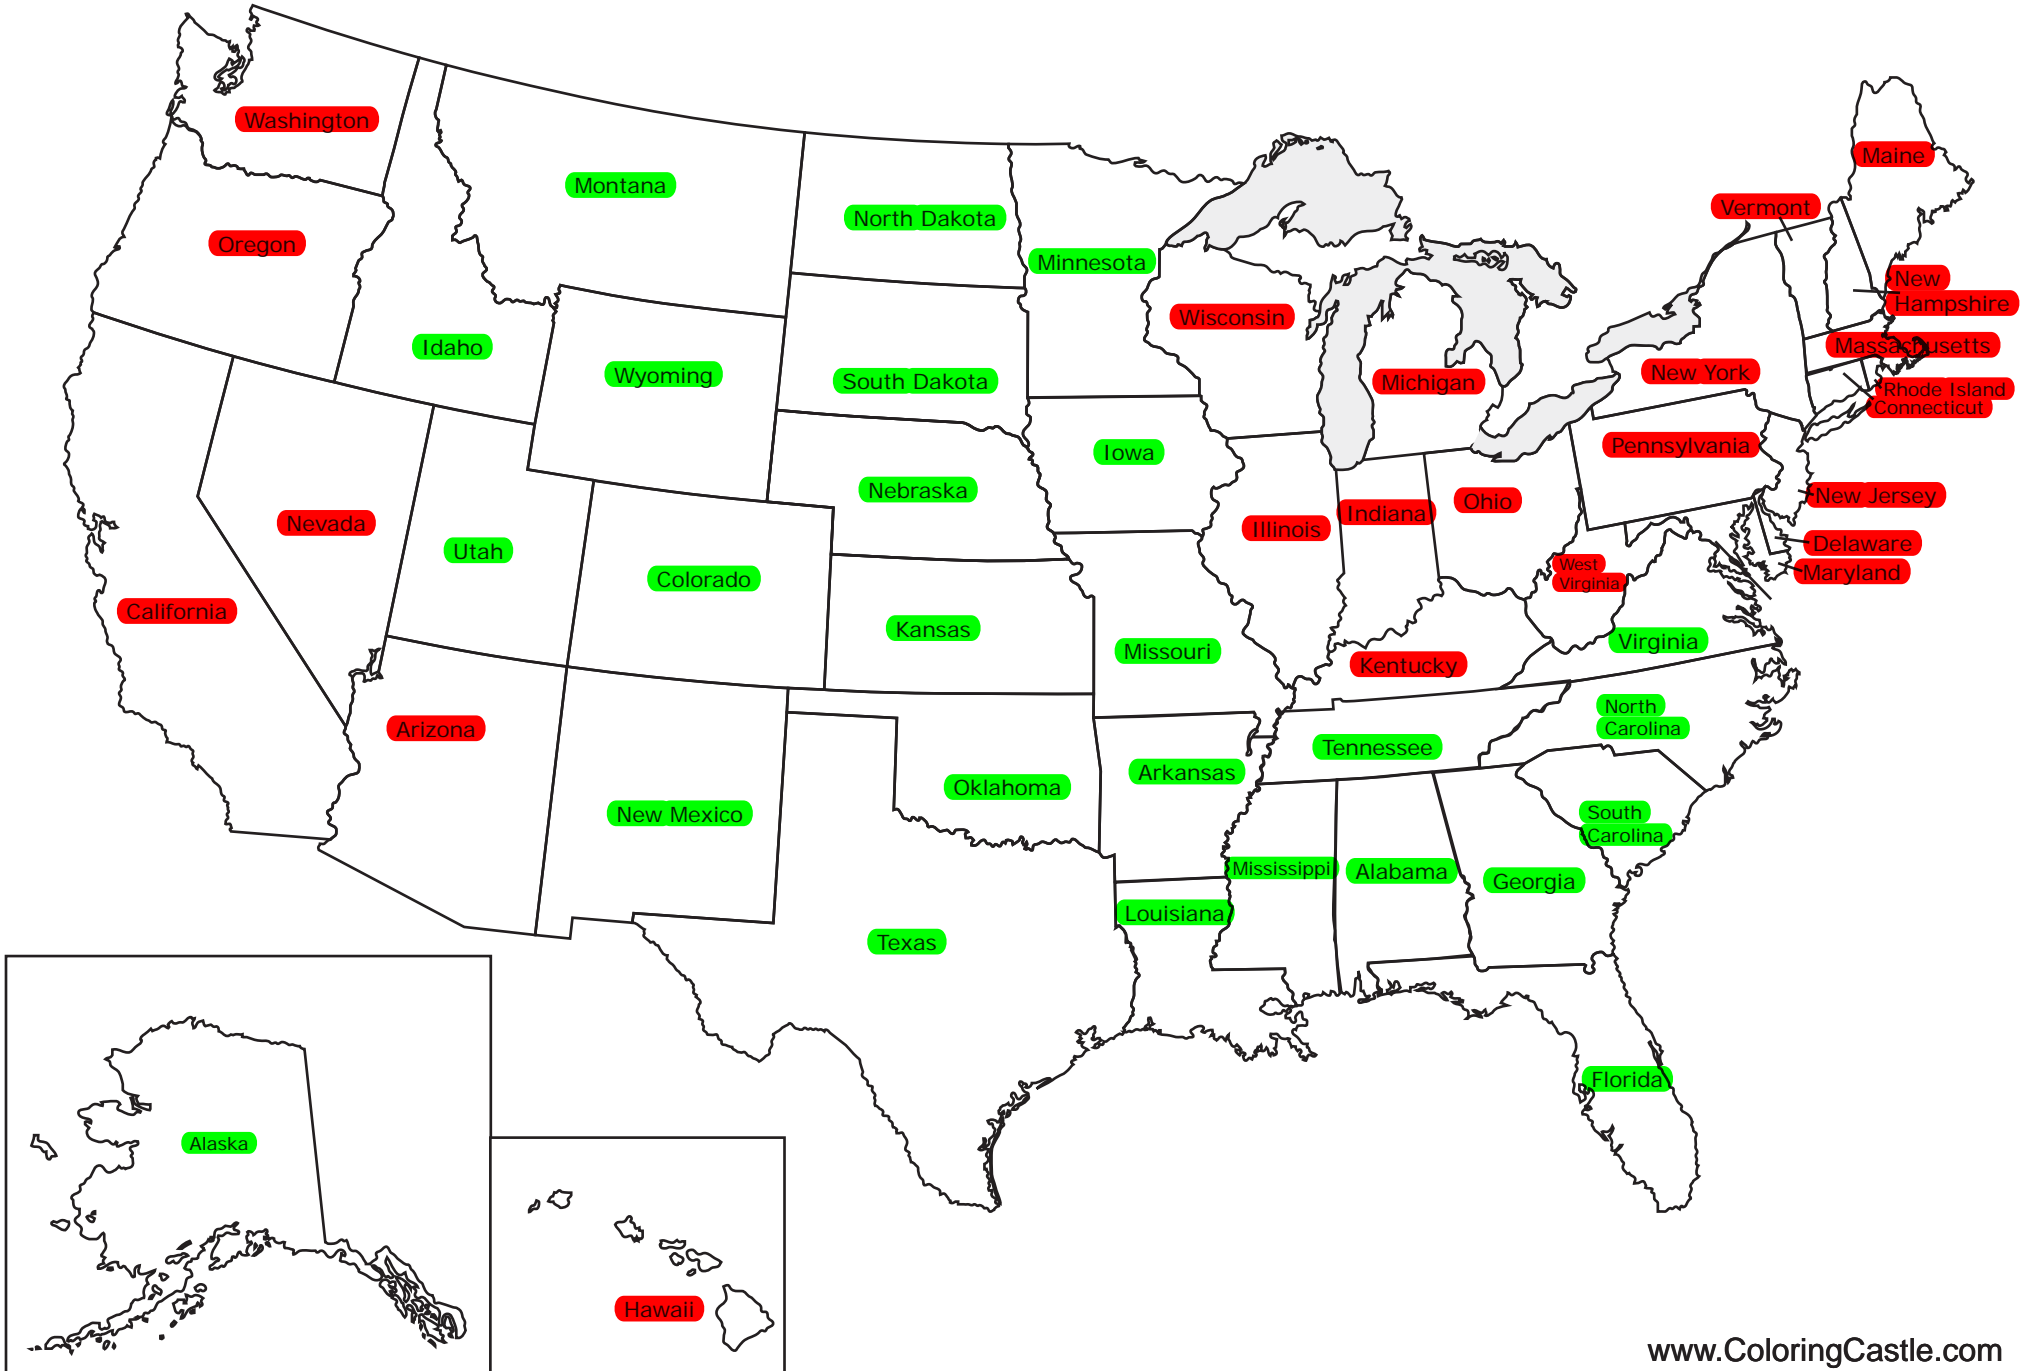 Washington
Maine
Montana
Vermont
North Dakota
Oregon
Minnesota
New
Hampshire
Wisconsin
Massachusetts
Idaho
New York
Wyoming
South Dakota
Michigan
Rhode Island
Connecticut
Pennsylvania
Iowa
Nebraska
New Jersey
Ohio
Indiana
Nevada
Illinois
Delaware
Utah
West
Virginia
Maryland
Colorado
California
Kansas
Virginia
Missouri
Kentucky
North
Carolina
Arizona
Tennessee
Arkansas
Oklahoma
New Mexico
South
Carolina
Mississippi
Alabama
Georgia
Louisiana
Texas
Florida
Alaska
Hawaii
www.ColoringCastle.com